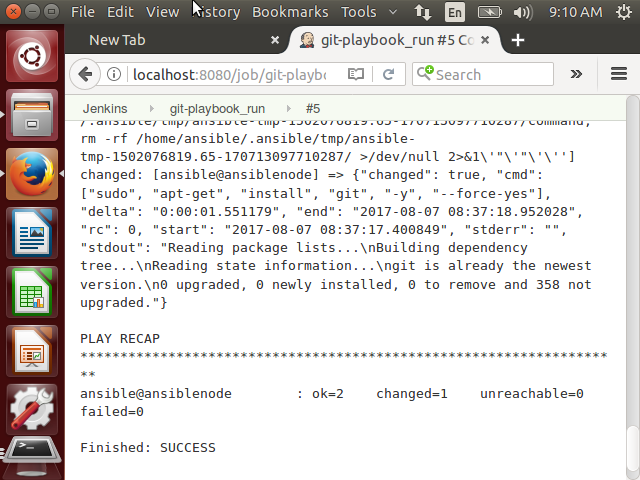 File Edit View History Bookmarks Tools En 9:10 AM
New Tab git-playbook_run #5 Co
localhost:8080/job/git-playbo Search
Jenkins git-playbook_run #5
/.ansible/tmp/ansible-tmp-1502076819.65-170713097710287/command;
rm -rf /home/ansible/.ansible/tmp/ansible-
tmp-1502076819.65-170713097710287/ >/dev/null 2>&1\'"\'"\'\'']
changed: [ansible@ansiblenode] => {"changed": true, "cmd":
["sudo", "apt-get", "install", "git", "-y", "--force-yes"],
"delta": "0:00:01.551179", "end": "2017-08-07 08:37:18.952028",
"rc": 0, "start": "2017-08-07 08:37:17.400849", "stderr": "",
"stdout": "Reading package lists...\nBuilding dependency
tree...\nReading state information...\ngit is already the newest
version.\n0 upgraded, 0 newly installed, 0 to remove and 358 not
upgraded."}
PLAY RECAP
******************************************************************
**
ansible@ansiblenode : ok=2 changed=1 unreachable=0
failed=0
Finished: SUCCESS